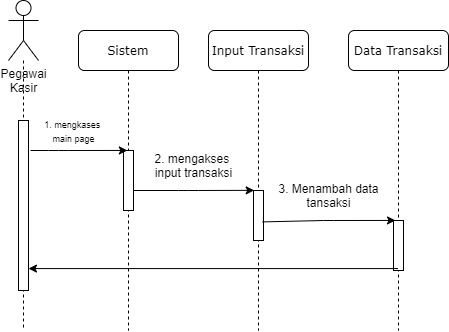 Sistem
Input Transaksi
Data Transaksi
Pegawai
Kasir
1. mengkases
main page
2. mengakses
input transaksi
3. Menambah data
tansaksi